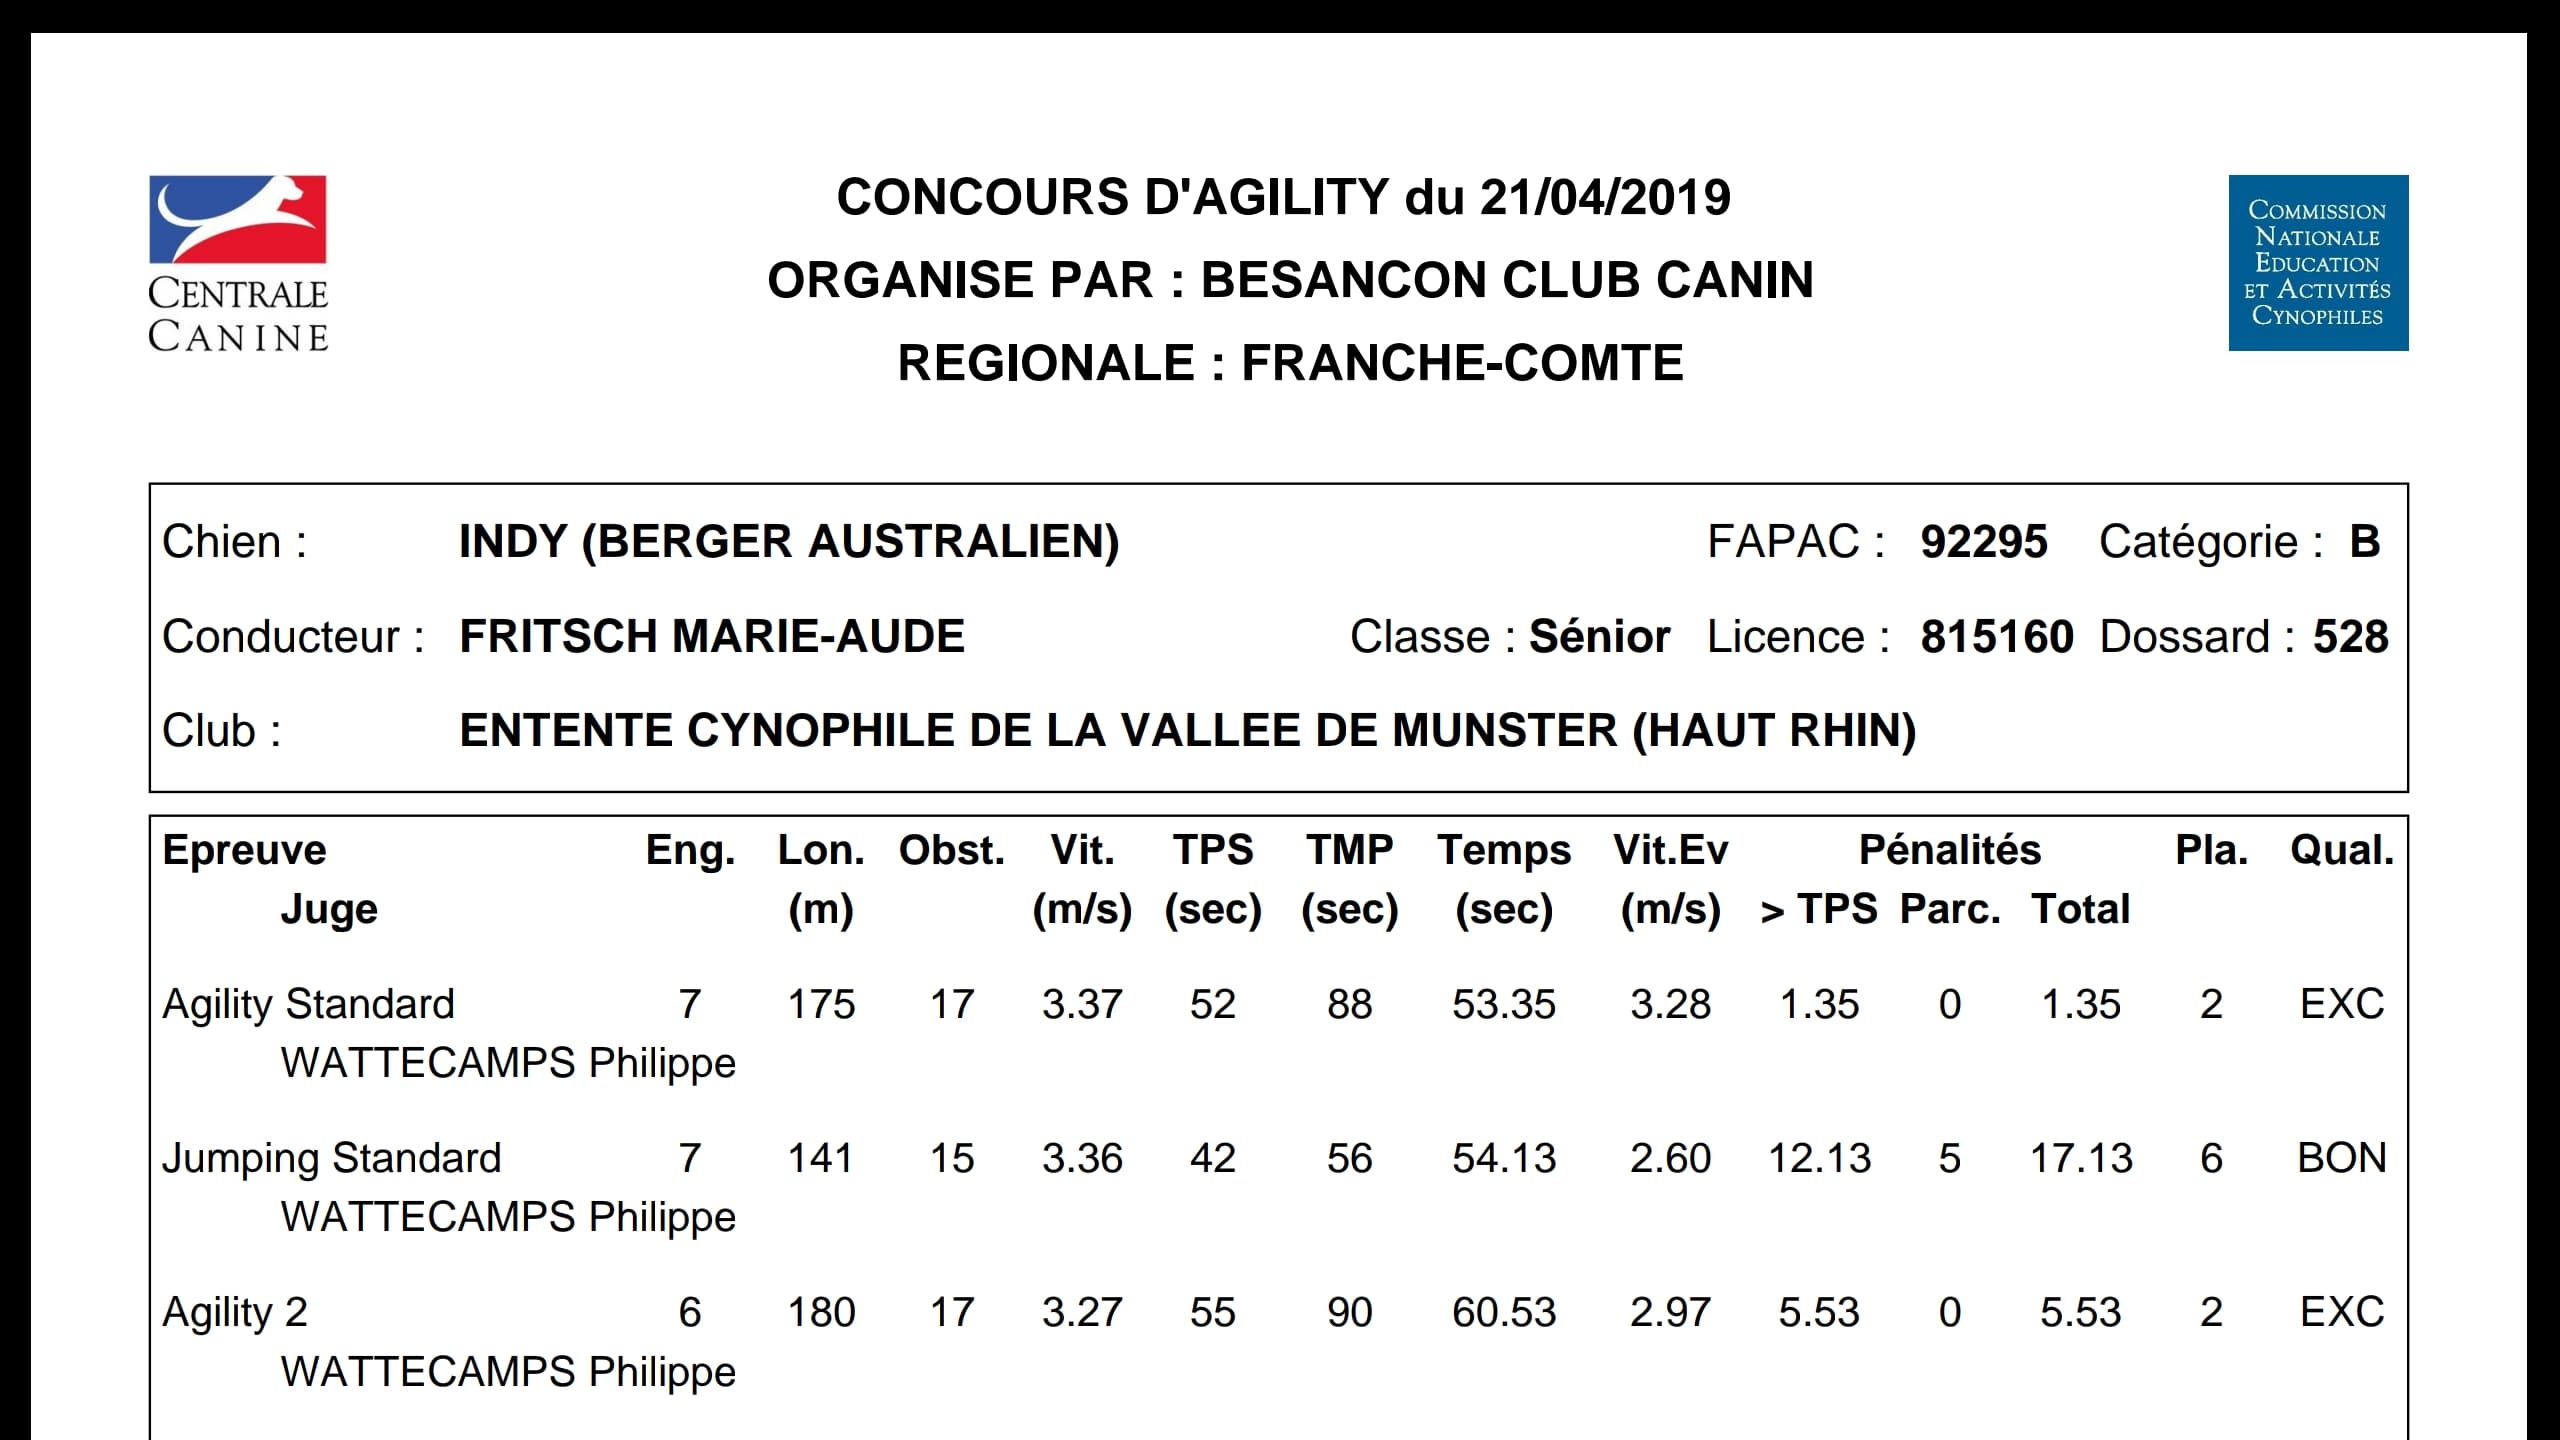 CENTRALE
CANINE
CONCOURS D'AGILITY du 21/04/2019
ORGANISE PAR : BESANCON CLUB CANIN
REGIONALE : FRANCHE-COMTE
COMMISSION
NATIONALE
EDUCATION
ET ACTIVITÉS
CYNOPHILES
Chien : INDY (BERGER AUSTRALIEN) FAPAC : 92295 Catégorie : B
Conducteur : FRITSCH MARIE-AUDE Classe : Sénior Licence : 815160 Dossard : 528
Club : ENTENTE CYNOPHILE DE LA VALLEE DE MUNSTER (HAUT RHIN)
Epreuve Eng. Lon. Obst. Vit. TPS TMP Temps Vit.Ev Pénalités Pla. Qual.
Juge (m) (m/s) (sec) (sec) (sec) (m/s) > TPS Parc. Total
Agility Standard 7 175 17 3.37 52 88 53.35 3.28 1.35 0 1.35 2 EXC
WATTECAMPS Philippe
Jumping Standard 7 141 15 3.36 42 56 54.13 2.60 12.13 5 17.13 6 BON
WATTECAMPS Philippe
Agility 2 6 180 17 3.27 55 90 60.53 2.97 5.53 0 5.53 2 EXC
WATTECAMPS Philippe